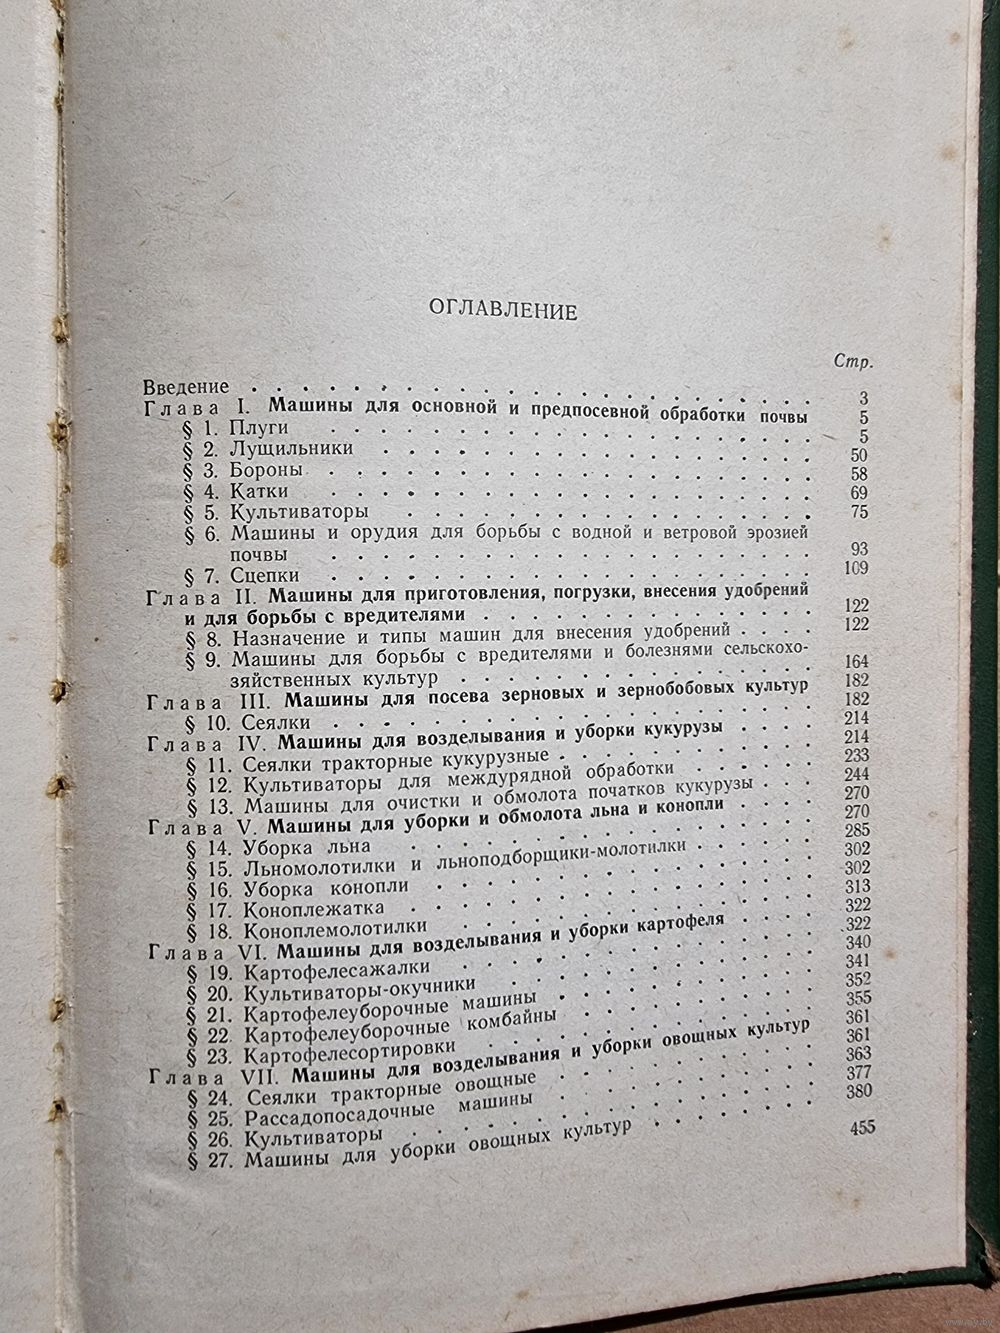 ОГЛАВЛЕНИЕ
Стр.
Введение . . . . . . . . . . . . . . . . . . . . . . 3
Глава I. Машины для основной и предпосевной обработки почвы 5
§ 1. Плуги . . . . . . . . . . . . . . . . . . . 5
§ 2. Лущильники . . . . . . . . . . . . . . . . . 50
§ 3. Бороны . . . . . . . . . . . . . . . . . . . 58
§ 4. Катки . . . . . . . . . . . . . . . . . . . 69
§ 5. Культиваторы . . . . . . . . . . . . . . . . 75
§ 6. Машины и орудия для борьбы с водной и ветровой эрозией
почвы . . . . . . . . . . . . . . . . . . . 93
§ 7. Сцепки . . . . . . . . . . . . . . . . . . . 109
Глава II. Машины для приготовления, погрузки, внесения удобрений
и для борьбы с вредителями . . . . . . . . . . . . . 122
§ 8. Назначение и типы машин для внесения удобрений . . . . 122
§ 9. Машины для борьбы с вредителями и болезнями сельскохо-
зяйственных культур . . . . . . . . . . . . . . 164
Глава III. Машины для посева зерновых и зернобобовых культур 182
§ 10. Сеялки . . . . . . . . . . . . . . . . . . . 182
Глава IV. Машины для возделывания и уборки кукурузы . . . . 214
§ 11. Сеялки тракторные кукурузные . . . . . . . . . . 214
§ 12. Культиваторы для междурядной обработки . . . . . . 233
§ 13. Машины для очистки и обмолота початков кукурузы . . . 244
Глава V. Машины для уборки и обмолота льна и конопли . . . . 270
§ 14. Уборка льна . . . . . . . . . . . . . . . . 270
§ 15. Льномолотилки и льноподборщики-молотилки . . . . . 285
§ 16. Уборка конопли . . . . . . . . . . . . . . . 302
§ 17. Коноплежатка . . . . . . . . . . . . . . . . 302
§ 18. Коноплемолотилки . . . . . . . . . . . . . . 313
Глава VI. Машины для возделывания и уборки картофеля . . . . 322
§ 19. Картофелесажалки . . . . . . . . . . . . . . 322
§ 20. Культиваторы-окучники . . . . . . . . . . . . 340
§ 21. Картофелеуборочные машины . . . . . . . . . . 341
§ 22. Картофелеуборочные комбайны . . . . . . . . . 352
§ 23. Картофелесортировки . . . . . . . . . . . . . 355
Глава VII. Машины для возделывания и уборки овощных культур 361
§ 24. Сеялки тракторные овощные . . . . . . . . . . 361
§ 25. Рассадопосадочные машины . . . . . . . . . . . 363
§ 26. Культиваторы . . . . . . . . . . . . . . . . 377
§ 27. Машины для уборки овощных культур . . . . . . . 380
455
www.ay.by